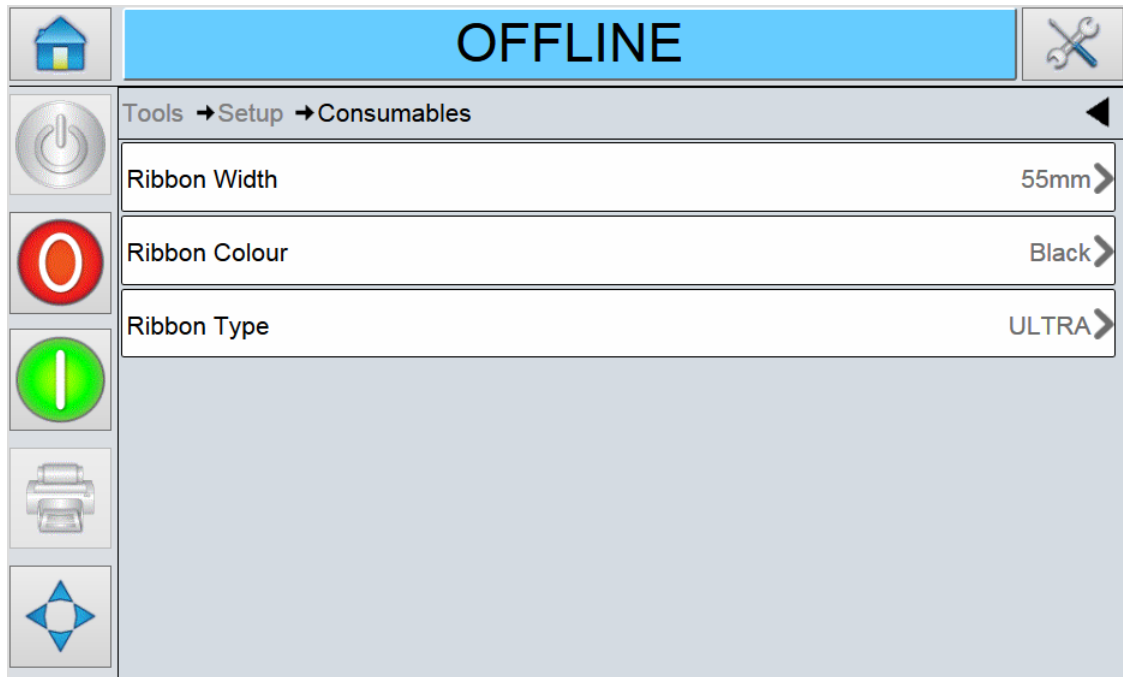 OFFLINE
Tools ➔Setup ➔Consumables
Ribbon Width 55mm
Ribbon Colour Black
Ribbon Type ULTRA